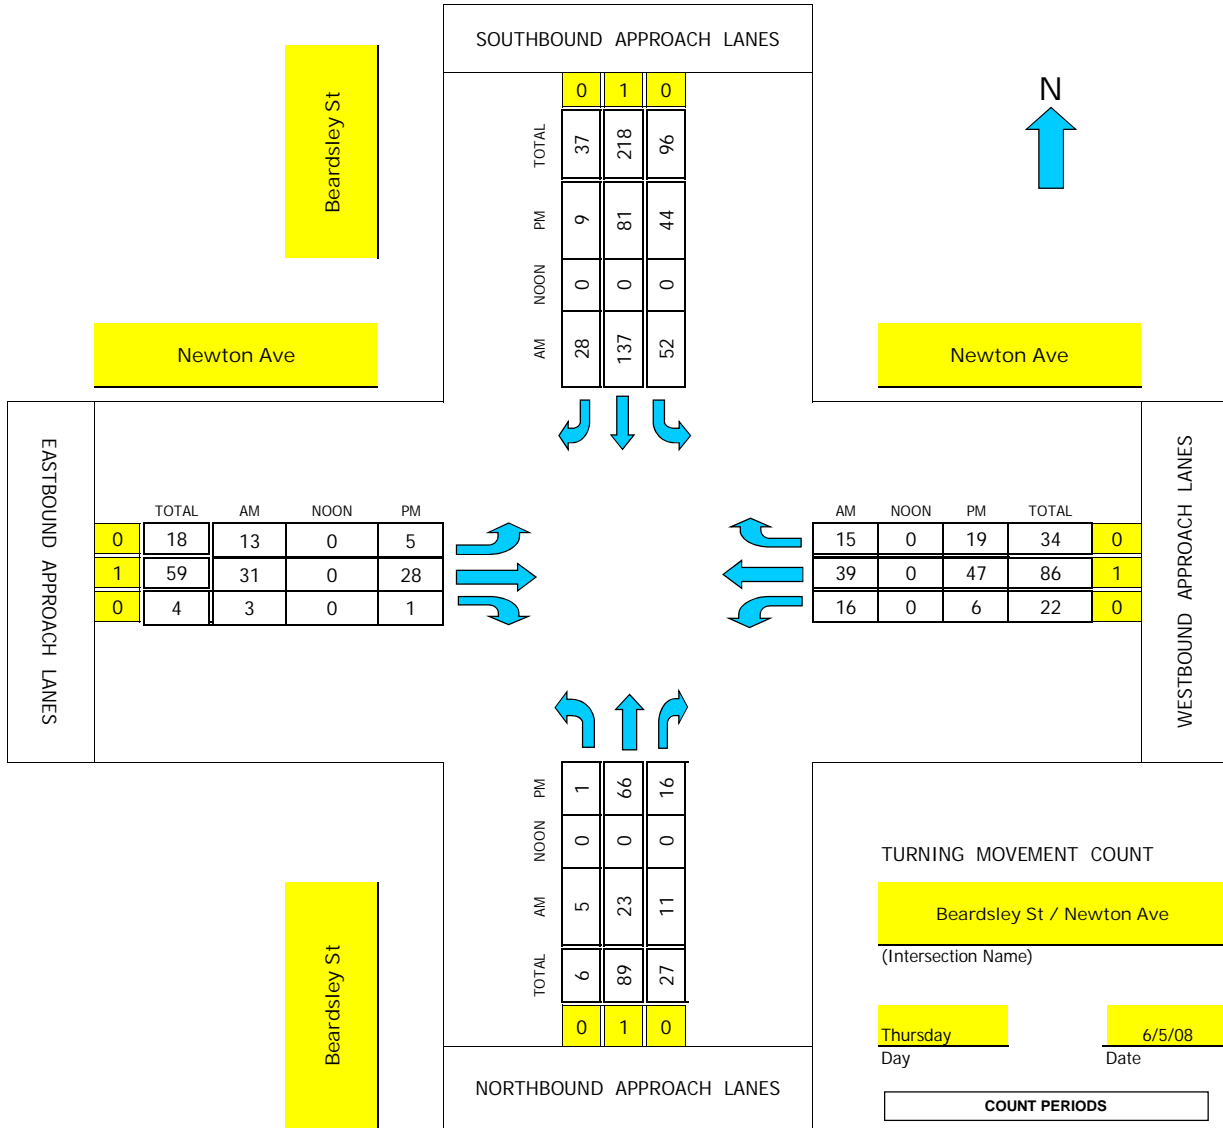 SOUTHBOUND APPROACH LANES
0 1 0
TOTAL 37 218 96
PM 9 81 44
NOON 0 0 0
AM 28 137 52
N
Beardsley St
Newton Ave
Newton Ave
EASTBOUND APPROACH LANES
TOTAL AM NOON PM
0 18 13 0 5
1 59 31 0 28
0 4 3 0 1
AM NOON PM TOTAL
15 0 19 34 0
39 0 47 86 1
16 0 6 22 0
WESTBOUND APPROACH LANES
PM 1 66 16
NOON 0 0 0
AM 5 23 11
TOTAL 6 89 27
0 1 0
NORTHBOUND APPROACH LANES
Beardsley St
TURNING MOVEMENT COUNT
Beardsley St / Newton Ave
(Intersection Name)
Thursday 6/5/08
Day Date
COUNT PERIODS